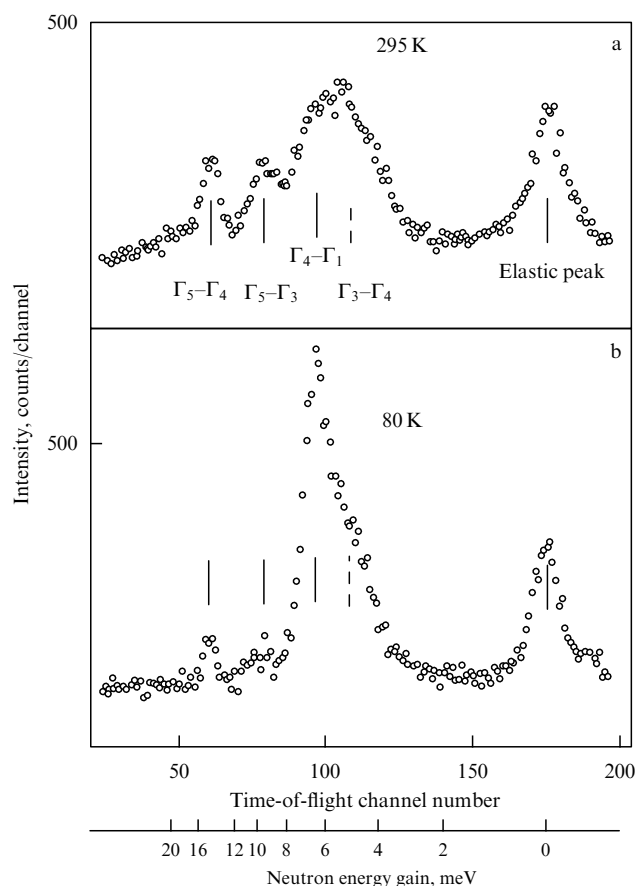 500
295 K
a
Γ4–Γ1
Elastic peak
Γ5–Γ4
Γ5–Γ3
Γ3–Γ4
b
80 K
500
Intensity, counts/channel
50
100
150
200
Time-of-flight channel number
20 16 12 10 8 6 4 2 0
Neutron energy gain, meV